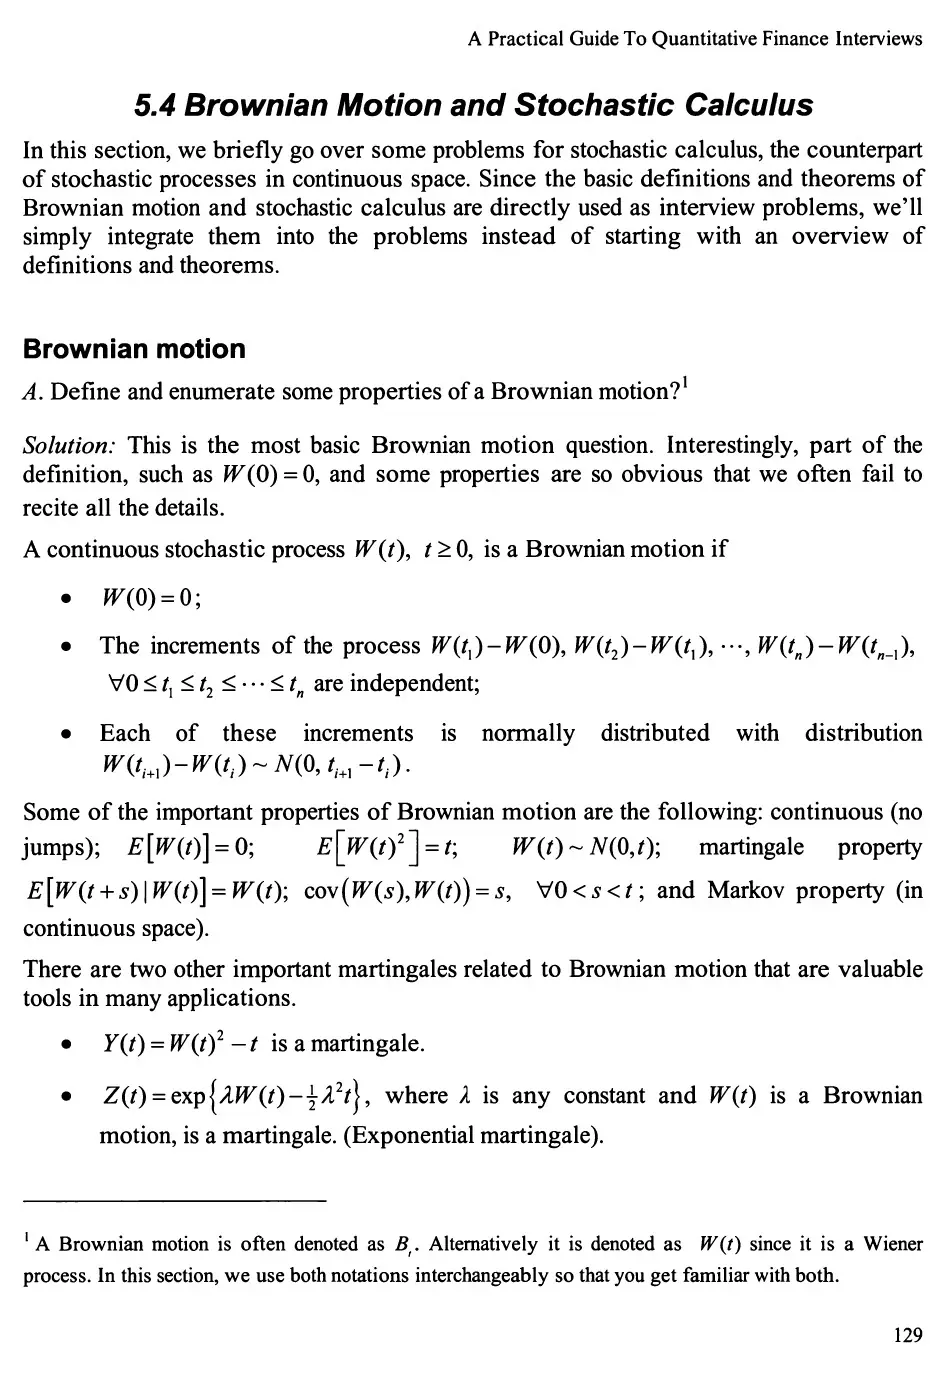 A Practical Guide To Quantitative Finance Interviews
5.4 Brownian Motion and Stochastic Calculus
In this section, we briefly go over some problems for stochastic calculus, the counterpart
of stochastic processes in continuous space. Since the basic definitions and theorems of
Brownian motion and stochastic calculus are directly used as interview problems, we'll
simply integrate them into the problems instead of starting with an overview of
definitions and theorems.
Brownian motion
A. Define and enumerate some properties of a Brownian motion?¹
Solution: This is the most basic Brownian motion question. Interestingly, part of the
definition, such as W(0) = 0, and some properties are so obvious that we often fail to
recite all the details.
A continuous stochastic process W(t), t ≥ 0, is a Brownian motion if
• W(0) = 0;
• The increments of the process W(t₁) − W(0), W(t₂) − W(t₁), ···, W(tₙ) − W(tₙ₋₁),
∀0 ≤ t₁ ≤ t₂ ≤ ··· ≤ tₙ are independent;
• Each of these increments is normally distributed with distribution
W(tᵢ₊₁) − W(tᵢ) ~ N(0, tᵢ₊₁ − tᵢ).
Some of the important properties of Brownian motion are the following: continuous (no
jumps); E[W(t)] = 0; E[W(t)²] = t; W(t) ~ N(0,t); martingale property
E[W(t + s) | W(t)] = W(t); cov(W(s), W(t)) = s, ∀0 < s < t; and Markov property (in
continuous space).
There are two other important martingales related to Brownian motion that are valuable
tools in many applications.
• Y(t) = W(t)² − t is a martingale.
• Z(t) = exp{λW(t) − ½λ²t}, where λ is any constant and W(t) is a Brownian
motion, is a martingale. (Exponential martingale).
¹ A Brownian motion is often denoted as Bₜ. Alternatively it is denoted as W(t) since it is a Wiener
process. In this section, we use both notations interchangeably so that you get familiar with both.
129